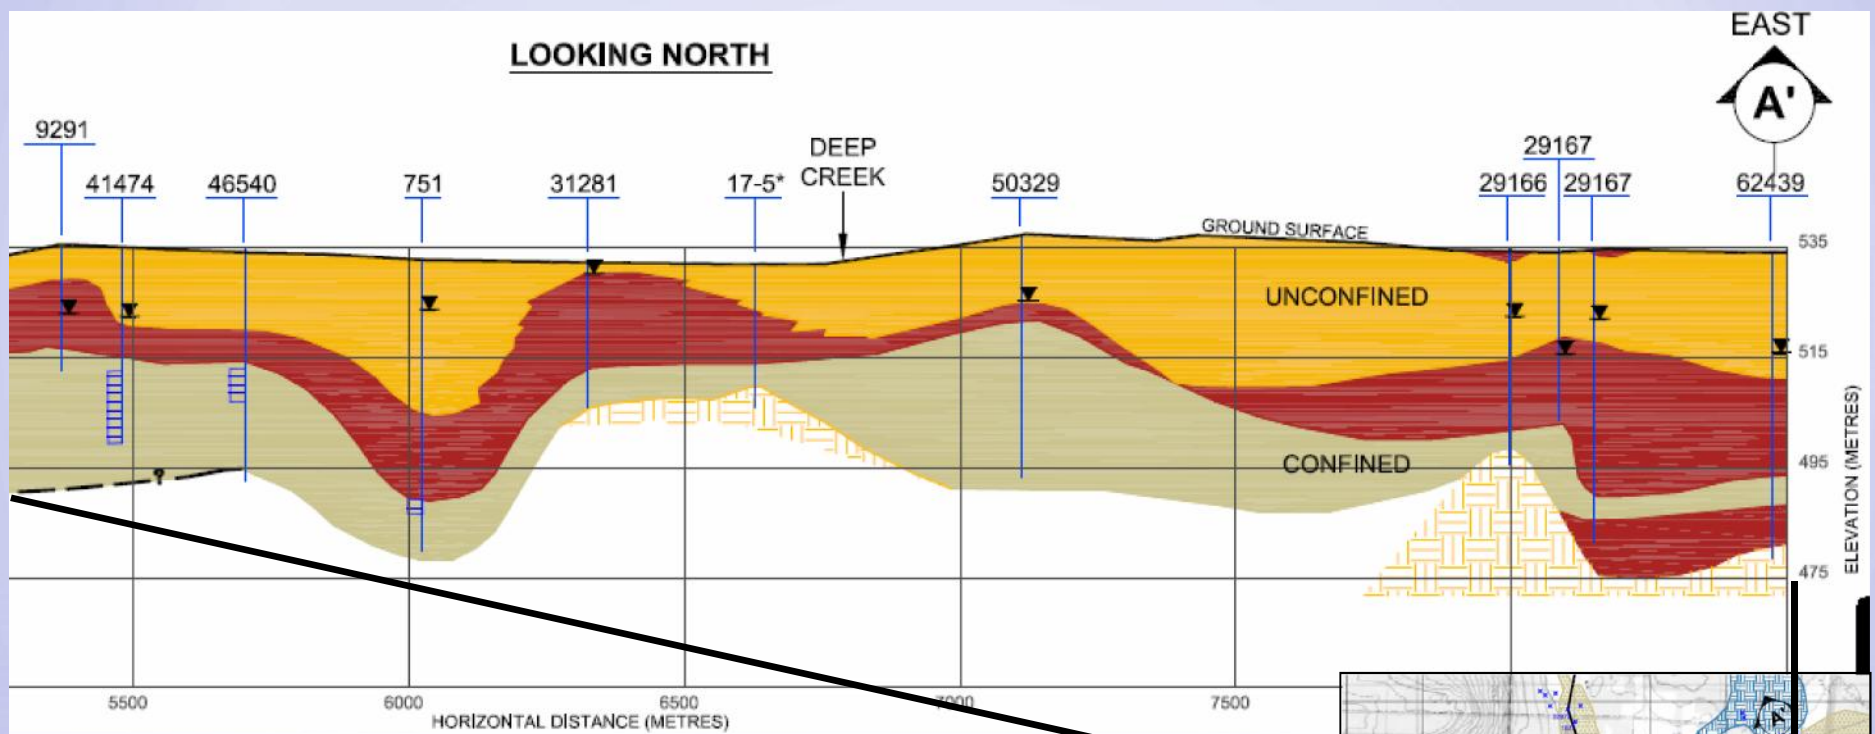 LOOKING NORTH
EAST
A'
9291
41474
46540
751
31281
17-5*
DEEP
CREEK
50329
29167
29166
29167
62439
GROUND SURFACE
535
UNCONFINED
515
CONFINED
495
?
475
ELEVATION (METRES)
5500
6000
6500
7000
7500
HORIZONTAL DISTANCE (METRES)
A'